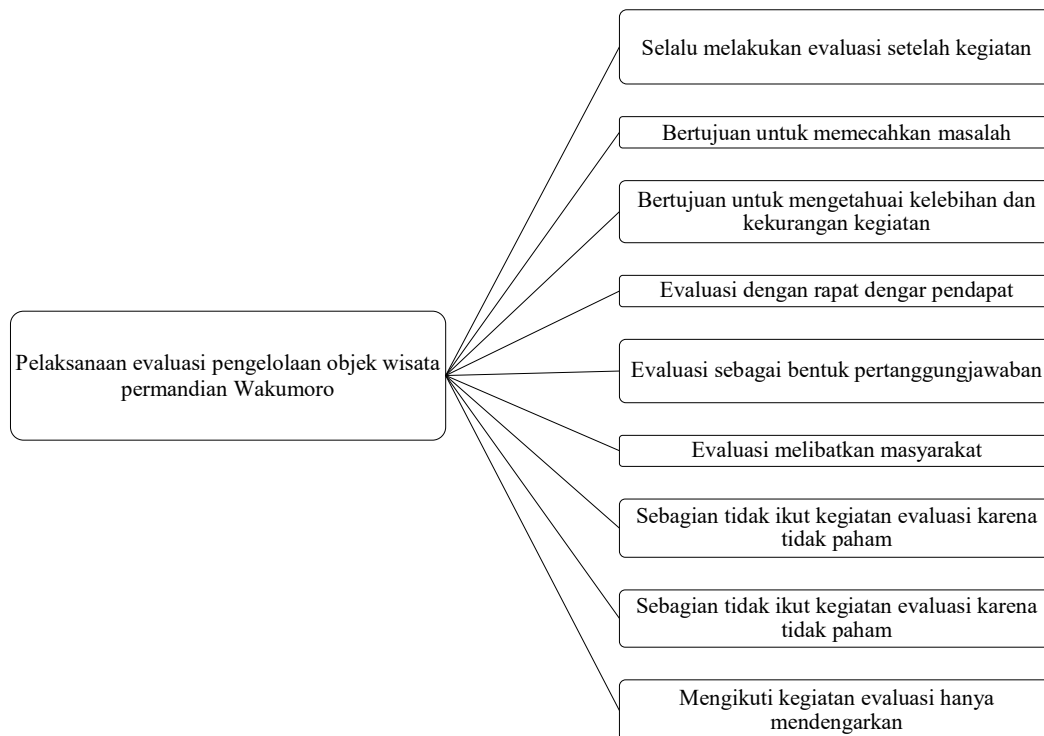 Selalu melakukan evaluasi setelah kegiatan
Bertujuan untuk memecahkan masalah
Bertujuan untuk mengetahuai kelebihan dan
kekurangan kegiatan
Evaluasi dengan rapat dengar pendapat
Pelaksanaan evaluasi pengelolaan objek wisata
permandian Wakumoro
Evaluasi sebagai bentuk pertanggungjawaban
Evaluasi melibatkan masyarakat
Sebagian tidak ikut kegiatan evaluasi karena
tidak paham
Sebagian tidak ikut kegiatan evaluasi karena
tidak paham
Mengikuti kegiatan evaluasi hanya
mendengarkan